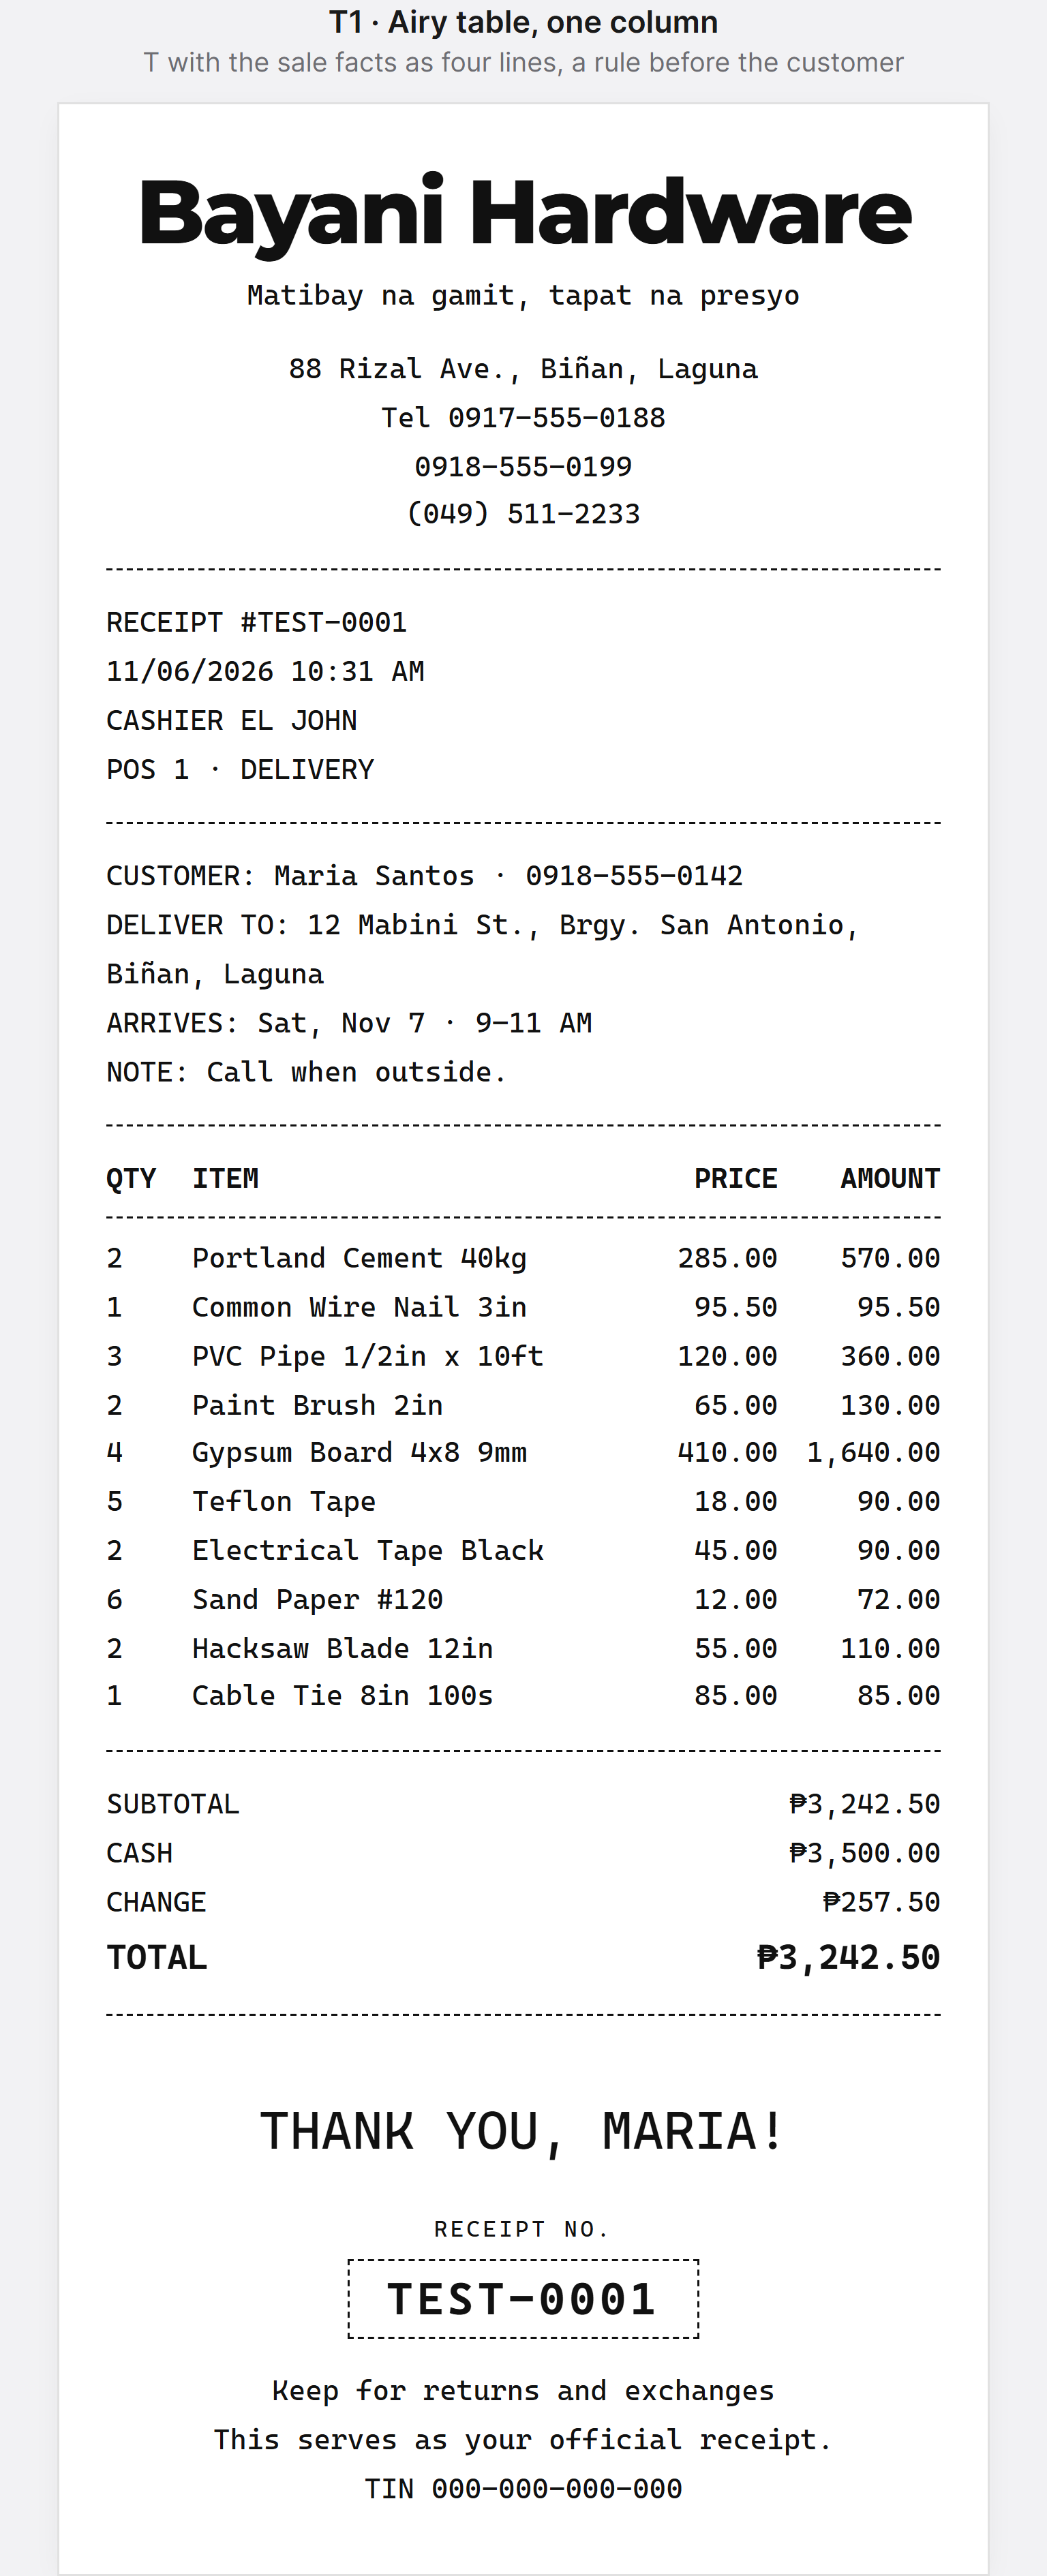 T1 · Airy table, one column
T with the sale facts as four lines, a rule before the customer
Bayani Hardware
Matibay na gamit, tapat na presyo
88 Rizal Ave., Biñan, Laguna
Tel 0917-555-0188
0918-555-0199
(049) 511-2233
RECEIPT #TEST-0001
11/06/2026 10:31 AM
CASHIER EL JOHN
POS 1 · DELIVERY
CUSTOMER: Maria Santos · 0918-555-0142
DELIVER TO: 12 Mabini St., Brgy. San Antonio,
Biñan, Laguna
ARRIVES: Sat, Nov 7 · 9–11 AM
NOTE: Call when outside.
QTY ITEM PRICE AMOUNT
2 Portland Cement 40kg 285.00 570.00
1 Common Wire Nail 3in 95.50 95.50
3 PVC Pipe 1/2in x 10ft 120.00 360.00
2 Paint Brush 2in 65.00 130.00
4 Gypsum Board 4x8 9mm 410.00 1,640.00
5 Teflon Tape 18.00 90.00
2 Electrical Tape Black 45.00 90.00
6 Sand Paper #120 12.00 72.00
2 Hacksaw Blade 12in 55.00 110.00
1 Cable Tie 8in 100s 85.00 85.00
SUBTOTAL ₱3,242.50
CASH ₱3,500.00
CHANGE ₱257.50
TOTAL ₱3,242.50
THANK YOU, MARIA!
RECEIPT NO.
TEST-0001
Keep for returns and exchanges
This serves as your official receipt.
TIN 000-000-000-000